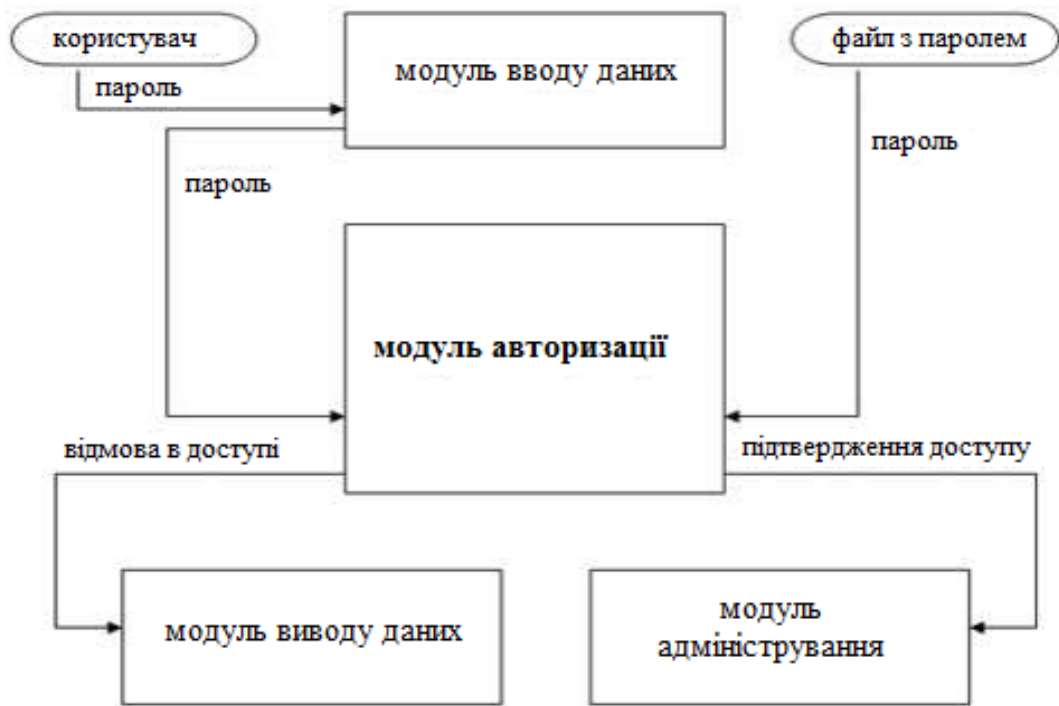 користувач
модуль вводу даних
файл з паролем
пароль
пароль
пароль
модуль авторизації
відмова в доступі
підтвердження доступу
модуль виводу даних
модуль
адміністрування